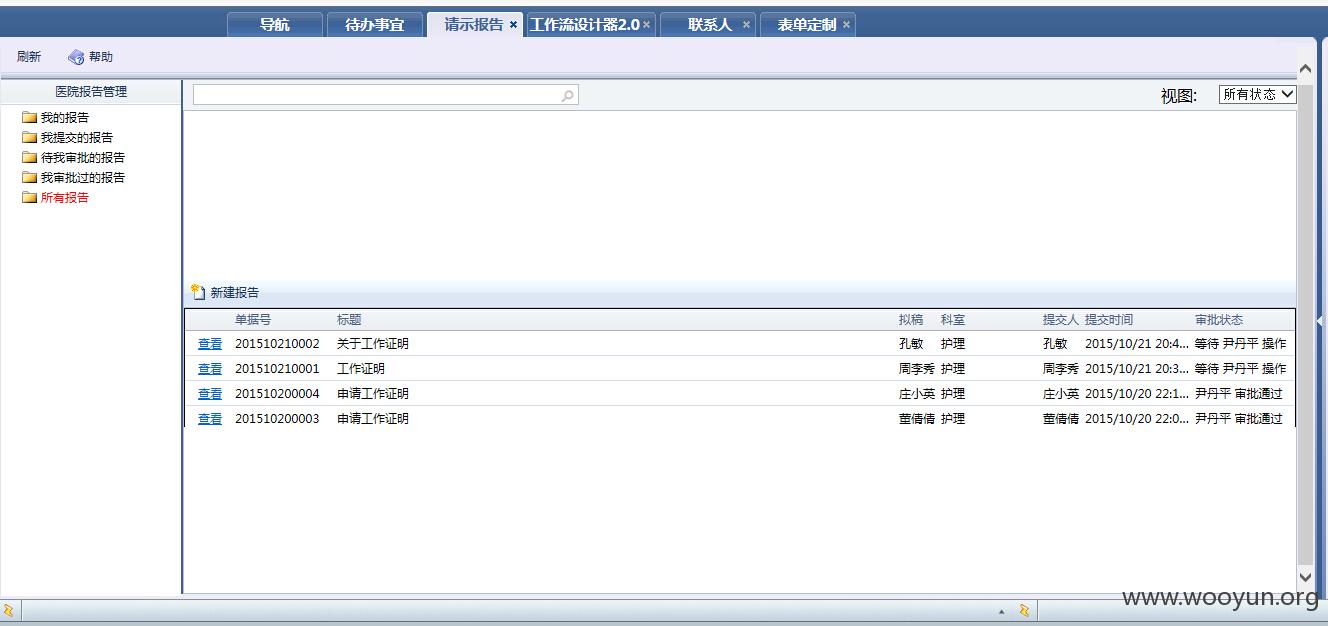 导航 待办事宜 请示报告 × 工作流设计器2.0 × 联系人 × 表单定制 ×
刷新 帮助
医院报告管理
视图: 所有状态
我的报告
我提交的报告
待我审批的报告
我审批过的报告
所有报告
新建报告
单据号 标题 拟稿 科室 提交人 提交时间 审批状态
查看 201510210002 关于工作证明 孔敏 护理 孔敏 2015/10/21 20:4... 等待 尹丹平 操作
查看 201510210001 工作证明 周李秀 护理 周李秀 2015/10/21 20:3... 等待 尹丹平 操作
查看 201510200004 申请工作证明 庄小英 护理 庄小英 2015/10/20 22:1... 尹丹平 审批通过
查看 201510200003 申请工作证明 董倩倩 护理 董倩倩 2015/10/20 22:0... 尹丹平 审批通过
www.wooyun.org